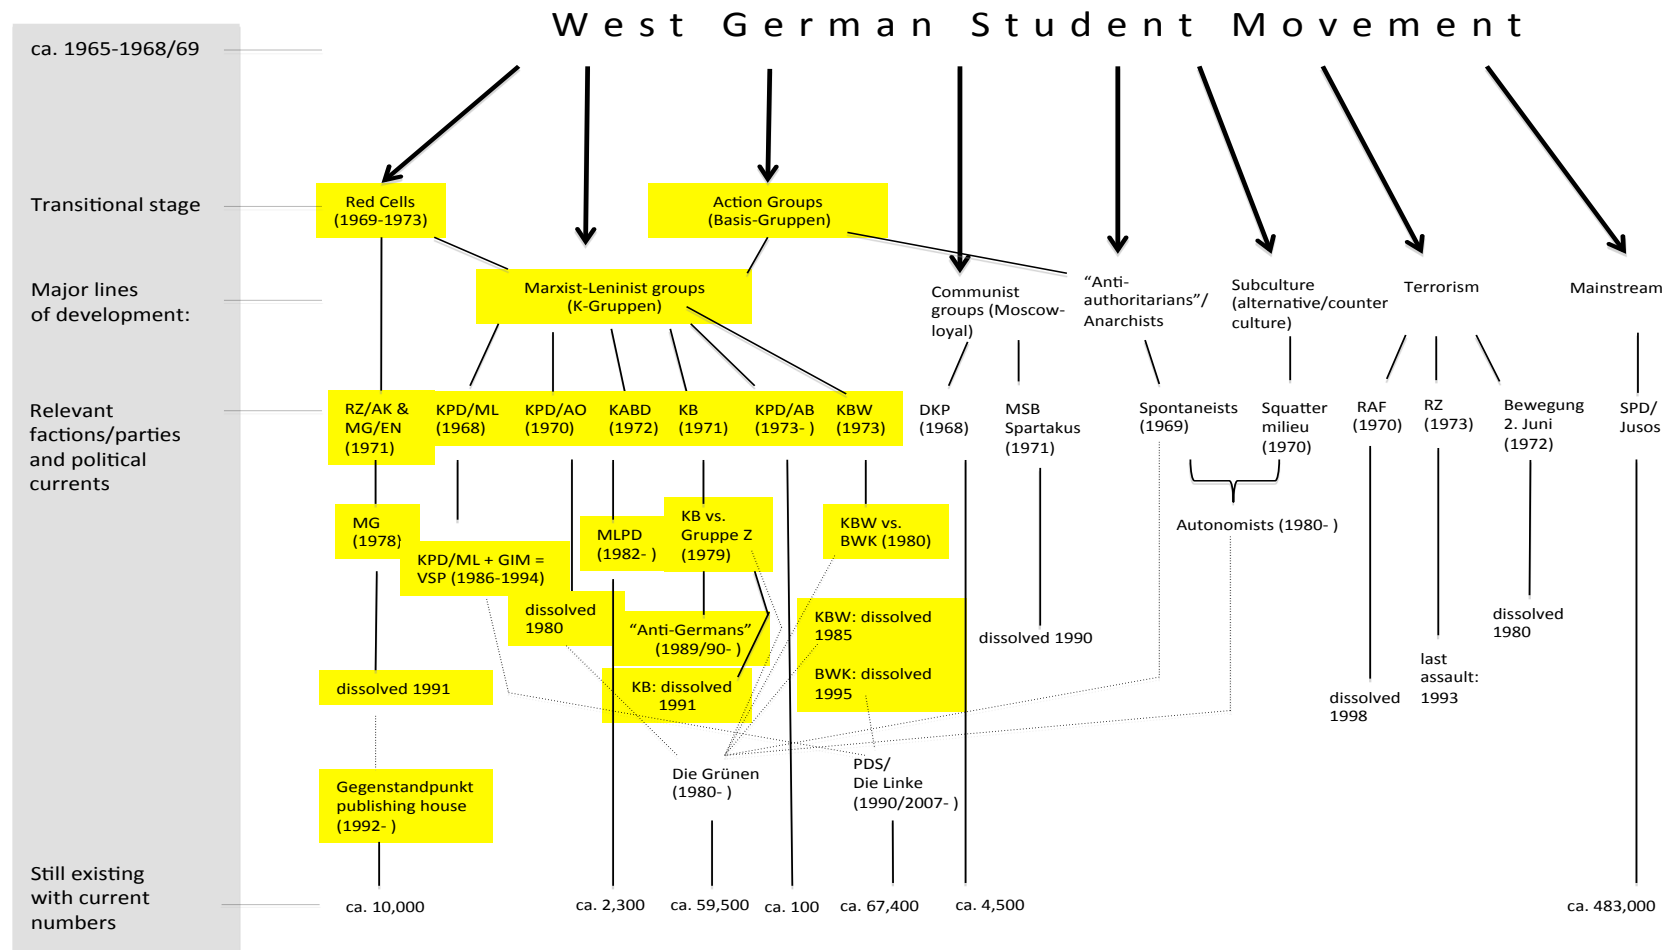 West German Student Movement
ca. 1965-1968/69
Transitional stage
Red Cells
(1969-1973)
Action Groups
(Basis-Gruppen)
Major lines
of development:
Marxist-Leninist groups
(K-Gruppen)
Communist
groups (Moscow-
loyal)
“Anti-
authoritarians”/
Anarchists
Subculture
(alternative/counter
culture)
Terrorism
Mainstream
Relevant
factions/parties
and political
currents
RZ/AK &
MG/EN
(1971)
KPD/ML
(1968)
KPD/AO
(1970)
KABD
(1972)
KB
(1971)
KPD/AB
(1973- )
KBW
(1973)
DKP
(1968)
MSB
Spartakus
(1971)
Spontaneists
(1969)
Squatter
milieu
(1970)
RAF
(1970)
RZ
(1973)
Bewegung
2. Juni
(1972)
SPD/
Jusos
MG
(1978)
KPD/ML + GIM =
VSP (1986-1994)
MLPD
(1982- )
KB vs.
Gruppe Z
(1979)
KBW vs.
BWK (1980)
Autonomists (1980- )
dissolved
1980
“Anti-Germans”
(1989/90- )
KBW: dissolved
1985
BWK: dissolved
1995
dissolved 1990
dissolved
1980
last
assault:
1993
dissolved 1991
KB: dissolved
1991
dissolved
1998
Gegenstandpunkt
publishing house
(1992- )
Die Grünen
(1980- )
PDS/
Die Linke
(1990/2007- )
Still existing
with current
numbers
ca. 10,000
ca. 2,300
ca. 59,500
ca. 100
ca. 67,400
ca. 4,500
ca. 483,000